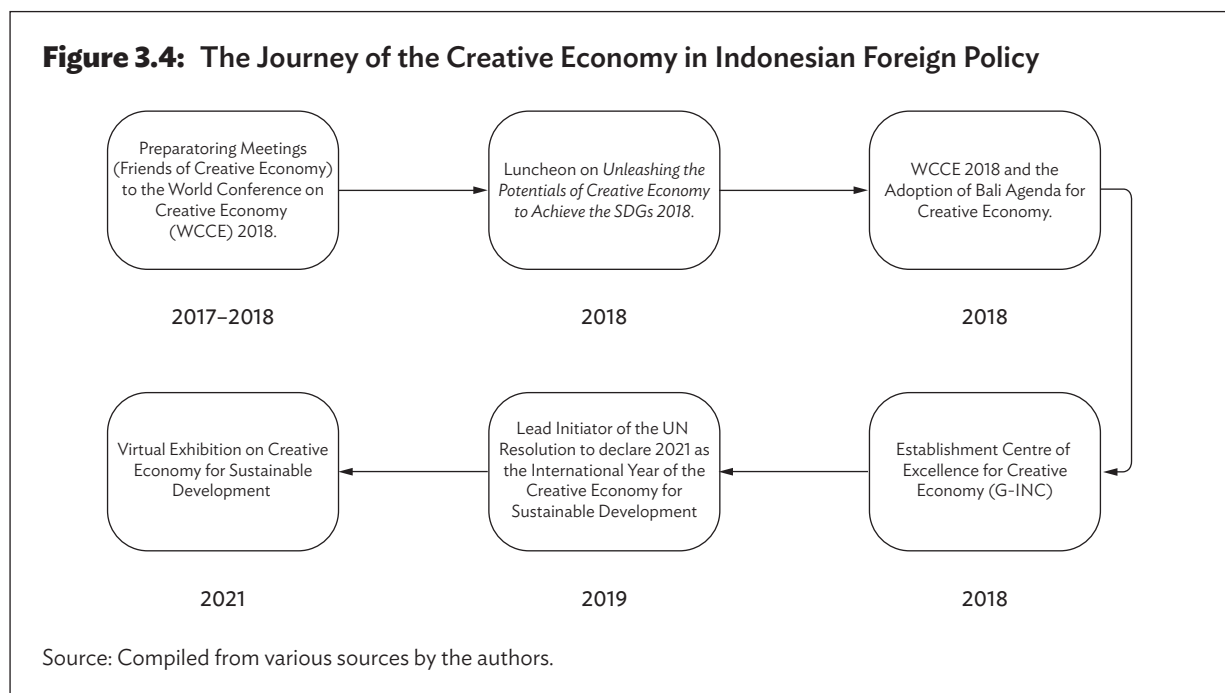 Figure 3.4: The Journey of the Creative Economy in Indonesian Foreign Policy
Preparatoring Meetings
(Friends of Creative Economy)
to the World Conference on
Creative Economy
(WCCE) 2018.
2017–2018
Luncheon on Unleashing the
Potentials of Creative Economy
to Achieve the SDGs 2018.
2018
WCCE 2018 and the
Adoption of Bali Agenda for
Creative Economy.
2018
Establishment Centre of
Excellence for Creative
Economy (G-INC)
2018
Lead Initiator of the UN
Resolution to declare 2021 as
the International Year of the
Creative Economy for
Sustainable Development
2019
Virtual Exhibition on Creative
Economy for Sustainable
Development
2021
Source: Compiled from various sources by the authors.